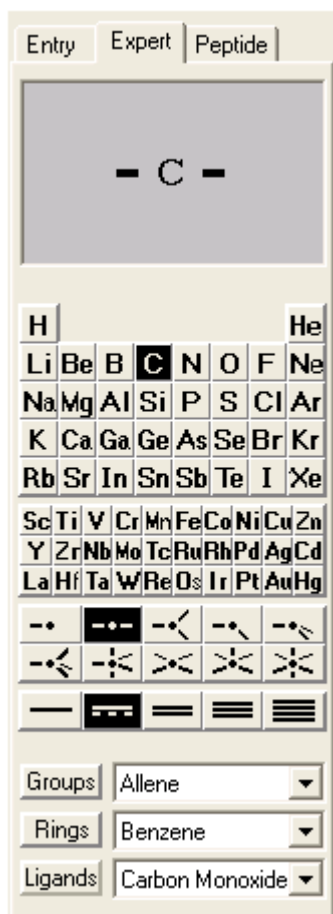 Entry Expert Peptide
C
H He
Li Be B C N O F Ne
Na Mg Al Si P S Cl Ar
K Ca Ga Ge As Se Br Kr
Rb Sr In Sn Sb Te I Xe
Sc Ti V Cr Mn Fe Co Ni Cu Zn
Y Zr Nb Mo Tc Ru Rh Pd Ag Cd
La Hf Ta W Re Os Ir Pt Au Hg
Groups Allene
Rings Benzene
Ligands Carbon Monoxide